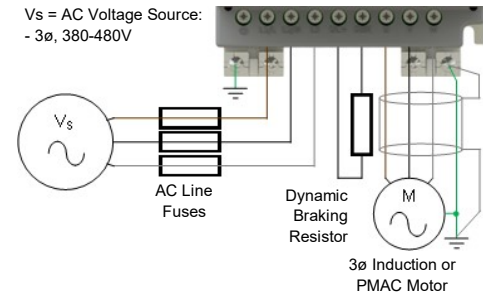 Vs = AC Voltage Source:
- 3ø, 380-480V
Vs
AC Line
Fuses
Dynamic
Braking
Resistor
M
3ø Induction or
PMAC Motor